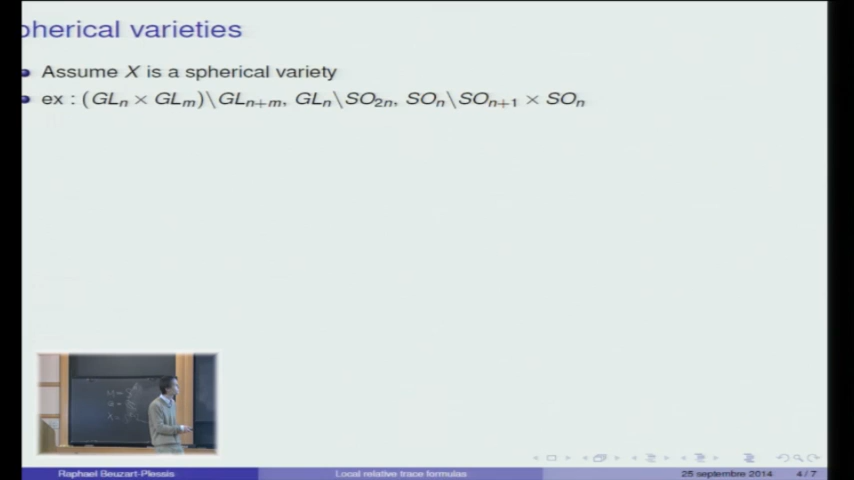 pherical varieties
Assume X is a spherical variety
ex : (GLₙ × GLₘ)\GLₙ₊ₘ, GLₙ\SO₂ₙ, SOₙ\SOₙ₊₁ × SOₙ
Raphael Beuzart-Plessis Local relative trace formulas 25 septembre 2014 4 / 7